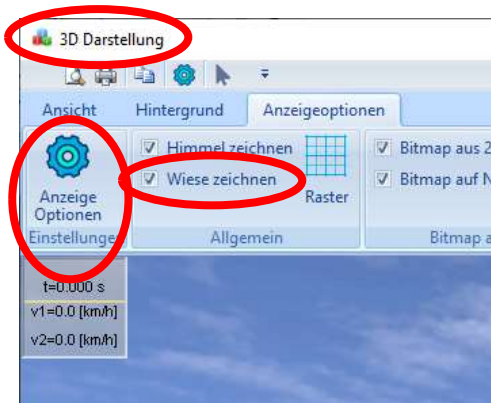 3D Darstellung
Ansicht Hintergrund Anzeigeoptionen
Himmel zeichnen
Bitmap aus 2
Wiese zeichnen
Bitmap auf N
Anzeige
Optionen
Raster
Einstellungen Allgemein Bitmap a
t=0.000 s
v1=0.0 [km/h]
v2=0.0 [km/h]